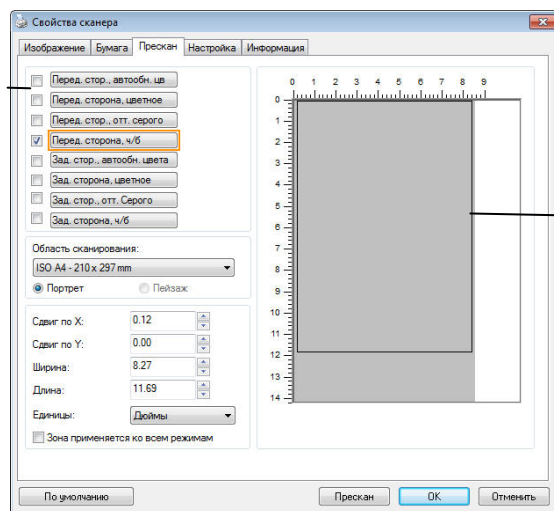 Свойства сканера
Изображение Бумага Прескан Настройка Информация
Перед. стор., автообн. цв
Перед. сторона, цветное
Перед. стор., отт. серого
Перед. сторона, ч/б
Зад. стор., автообн. цвета
Зад. сторона, цветное
Зад. стор., отт. Серого
Зад. сторона, ч/б
Область сканирования:
ISO A4 - 210 x 297 mm
Портрет Пейзаж
Сдвиг по X: 0.12
Сдвиг по Y: 0.00
Ширина: 8.27
Длина: 11.69
Единицы: Дюймы
Зона применяется ко всем режимам
0 1 2 3 4 5 6 7 8 9
0
1
2
3
4
5
6
7
8
9
10
11
12
13
14
По умолчанию Прескан OK Отменить